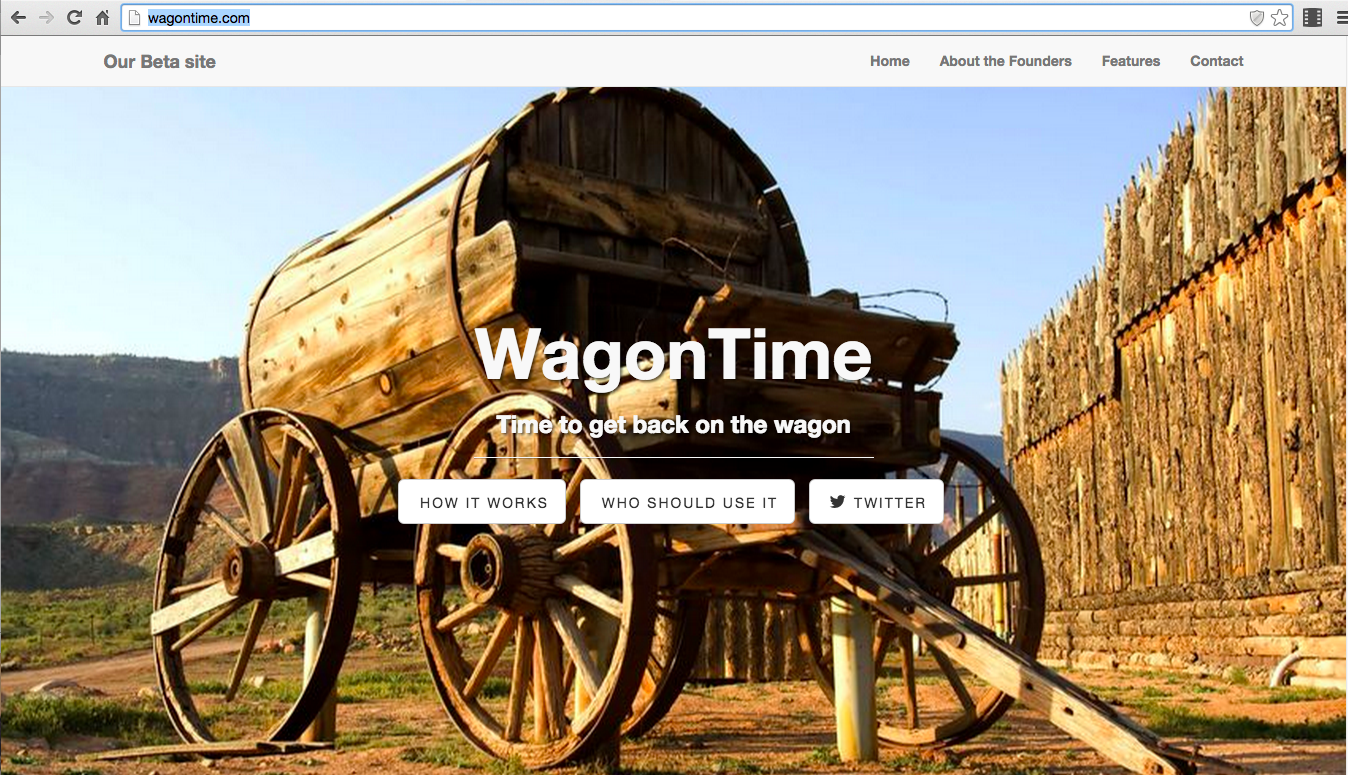 wagontime.com
Our Beta site Home About the Founders Features Contact
WagonTime
Time to get back on the wagon
HOW IT WORKS WHO SHOULD USE IT TWITTER